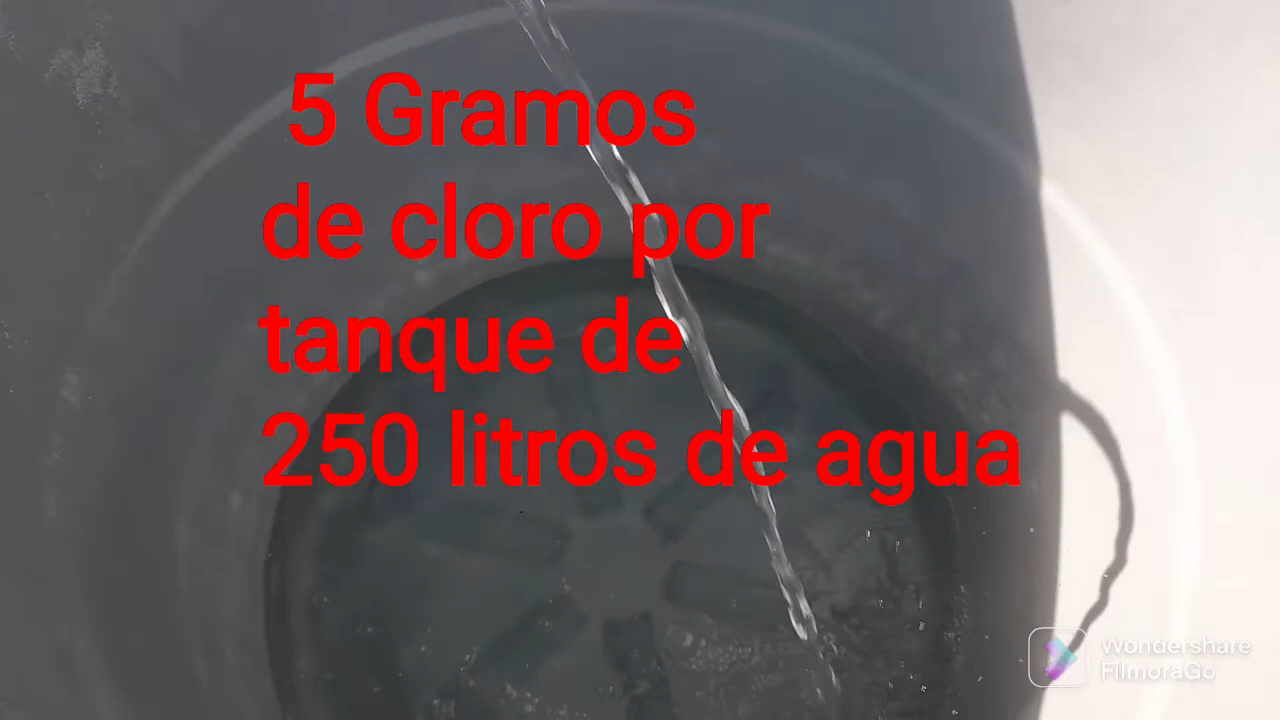 5 Gramos
de cloro por
tanque de
250 litros de agua
Wondershare
FilmoraGo